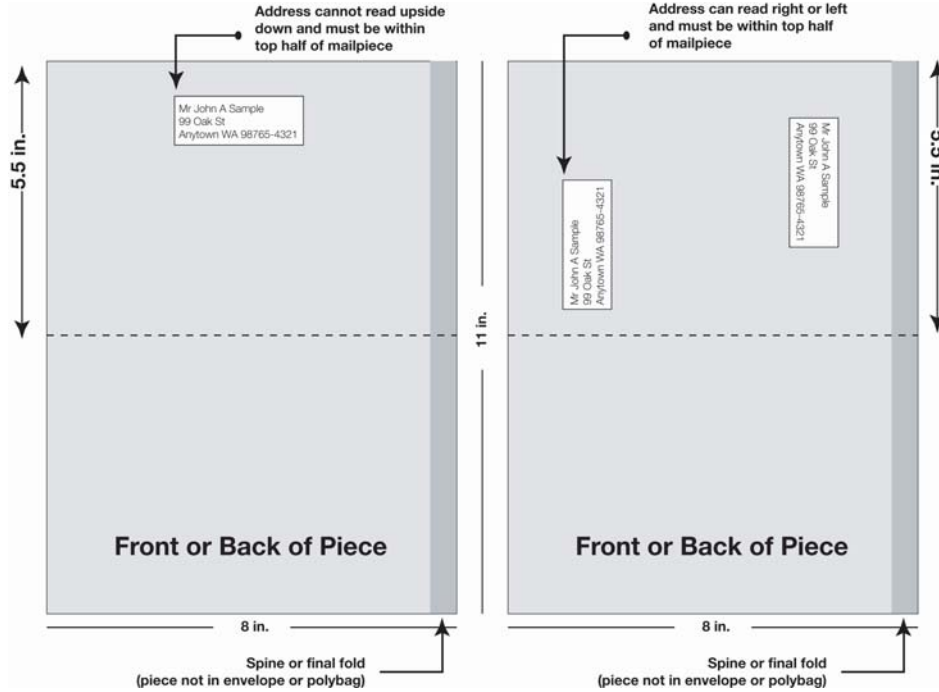 Address cannot read upside
down and must be within
top half of mailpiece
Mr John A Sample
99 Oak St
Anytown WA 98765-4321
5.5 in.
Front or Back of Piece
8 in.
Spine or final fold
(piece not in envelope or polybag)
11 in.
Address can read right or left
and must be within top half
of mailpiece
Mr John A Sample
99 Oak St
Anytown WA 98765-4321
Mr John A Sample
99 Oak St
Anytown WA 98765-4321
5.5 in.
Front or Back of Piece
8 in.
Spine or final fold
(piece not in envelope or polybag)